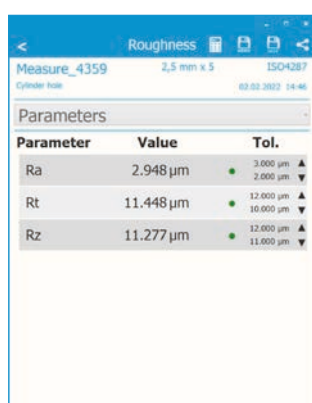 < Roughness
Measure_4359 2,5 mm x 5 ISO4287
Cylinder hole 02.02.2022 14:46
Parameters
Parameter Value Tol.
Ra 2.948 µm 3.000 µm ▲
2.000 µm ▼
Rt 11.448 µm 12.000 µm ▲
10.000 µm ▼
Rz 11.277 µm 12.000 µm ▲
11.000 µm ▼